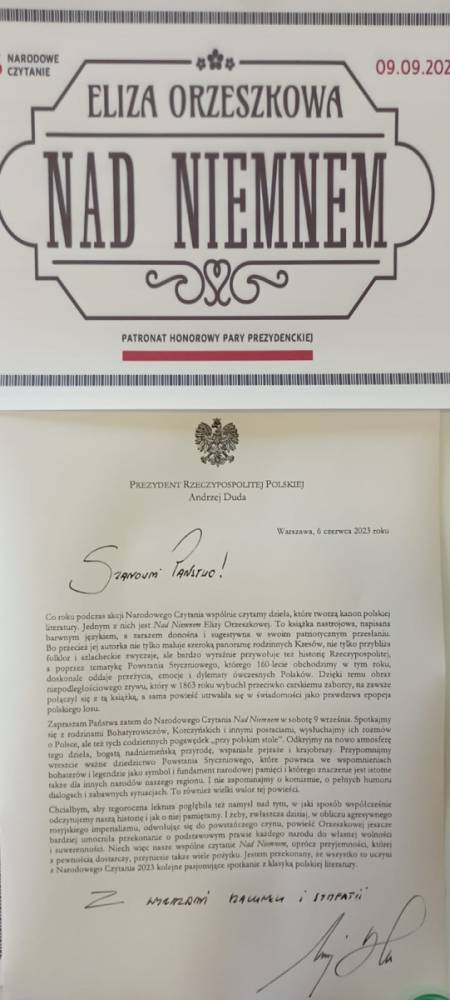 NARODOWE
CZYTANIE
09.09.202
ELIZA ORZESZKOWA
NAD NIEMNEM
PATRONAT HONOROWY PARY PREZYDENCKIEJ
PREZYDENT RZECZYPOSPOLITEJ POLSKIEJ
Andrzej Duda
Warszawa, 6 czerwca 2023 roku
Szanowni Państwo!
Co roku podczas akcji Narodowego Czytania wspólnie czytamy dzieła, które tworzą kanon polskiej
literatury. Jednym z nich jest Nad Niemnem Elizy Orzeszkowej. To książka nastrojowa, napisana
barwnym językiem, a zarazem donośna i sugestywna w swoim patriotycznym przesłaniu.
Bo przecież jej autorka nie tylko maluje szeroką panoramę rodzinnych Kresów, nie tylko przybliża
folklor i szlacheckie zwyczaje, ale bardzo wyraźnie przywołuje też historię Rzeczypospolitej,
a poprzez tematykę Powstania Styczniowego, którego 160-lecie obchodzimy w tym roku,
doskonale oddaje przeżycia, emocje i dylematy ówczesnych Polaków. Dzięki temu obraz
niepodległościowego zrywu, który w 1863 roku wybuchł przeciwko carskiemu zaborcy, na zawsze
połączył się z tą książką, a sama powieść utrwaliła się w świadomości jako prawdziwa epopeja
polskiego losu.
Zapraszam Państwa zatem do Narodowego Czytania Nad Niemnem w sobotę 9 września. Spotkajmy
się z rodzinami Bohatyrowiczów, Korczyńskich i innymi postaciami, wysłuchajmy ich rozmów
o Polsce, ale też tych codziennych pogawędek „przy polskim stole”. Odkryjmy na nowo atmosferę
tego dzieła, bogatą nadniemeńską przyrodę, wspaniałe pejzaże i krajobrazy. Przypomnijmy
wreszcie ważne dziedzictwo Powstania Styczniowego, które powraca we wspomnieniach
bohaterów i legendzie jako symbol i fundament narodowej pamięci i którego znaczenie jest istotne
także dla innych narodów naszego regionu. I nie zapominajmy o komizmie, o pełnych humoru
dialogach i zabawnych sytuacjach. To również wielki walor tej powieści.
Chciałbym, aby tegoroczna lektura pogłębiła też namysł nad tym, w jaki sposób współcześnie
odczytujemy naszą historię i jak o niej pamiętamy. I żeby, zwłaszcza dzisiaj, w obliczu agresywnego
rosyjskiego imperializmu, odwołując się do powstańczego czynu, powieść Orzeszkowej jeszcze
bardziej umocniła przekonanie o podstawowym prawie każdego narodu do własnej wolności
i suwerenności. Niech więc nasze wspólne czytanie Nad Niemnem, oprócz przyjemności, której
z pewnością dostarczy, przyniesie także wiele pożytku. Jestem przekonany, że wszystko to uczyni
z Narodowego Czytania 2023 kolejne pasjonujące spotkanie z klasyką polskiej literatury.
Z wyrazami szacunku i sympatii